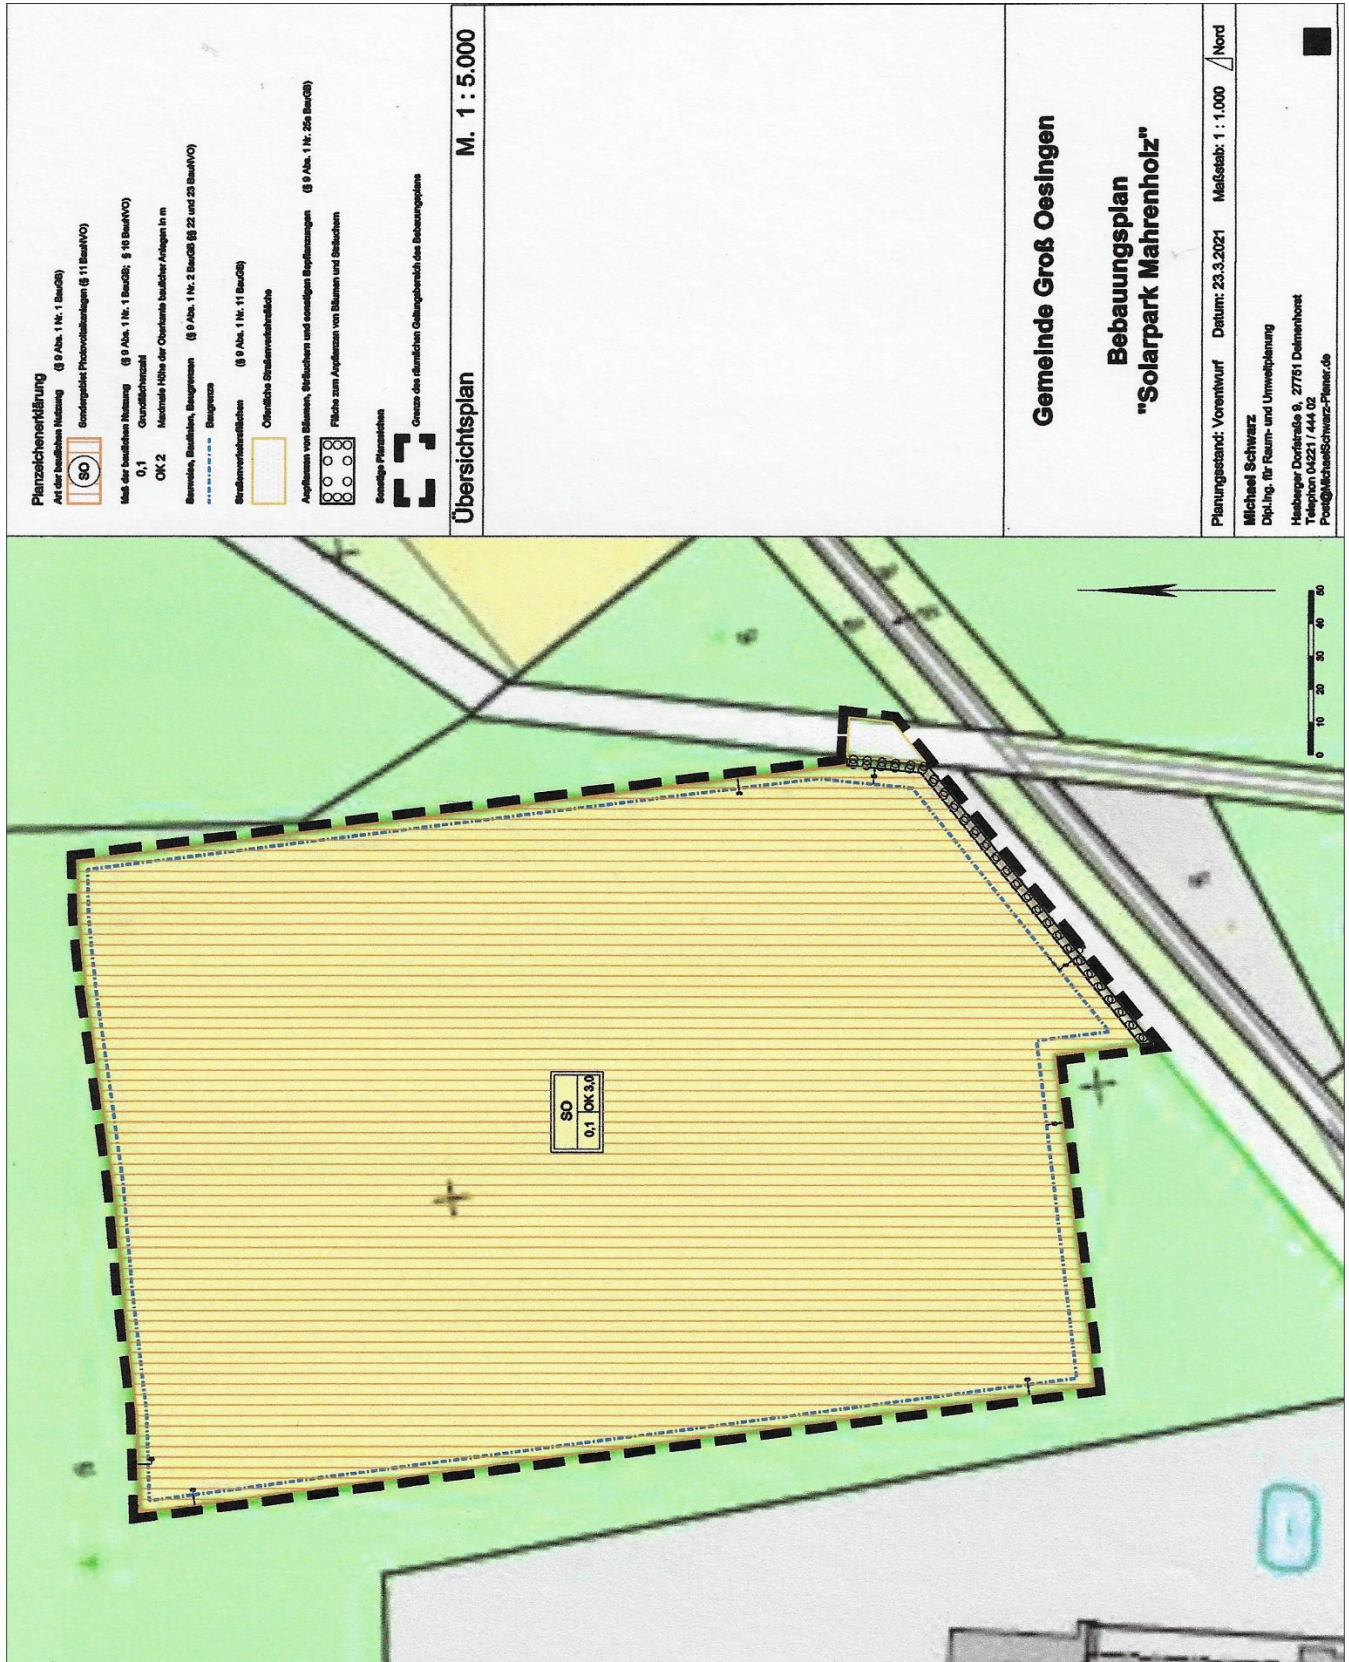 Planzeichenerklärung
Art der baulichen Nutzung (§ 9 Abs. 1 Nr. 1 BauGB)
SO Sondergebiet Photovoltaikanlagen (§ 11 BauNVO)
Maß der baulichen Nutzung (§ 9 Abs. 1 Nr. 1 BauGB; § 16 BauNVO)
0,1 Grundflächenzahl
OK 2 Maximale Höhe der Oberkante baulicher Anlagen in m
Bauweise, Baulinien, Baugrenzen (§ 9 Abs. 1 Nr. 2 BauGB §§ 22 und 23 BauNVO)
Baugrenze
Straßenverkehrsflächen (§ 9 Abs. 1 Nr. 11 BauGB)
Öffentliche Straßenverkehrsfläche
Anpflanzen von Bäumen, Sträuchern und sonstigen Bepflanzungen (§ 9 Abs. 1 Nr. 25a BauGB)
Fläche zum Anpflanzen von Bäumen und Sträuchern
Sonstige Planzeichen
Grenze des räumlichen Geltungsbereich des Bebauungsplans
Übersichtsplan M. 1 : 5.000
Gemeinde Groß Oesingen
Bebauungsplan
"Solarpark Mahrenholz"
Planungsstand: Vorentwurf Datum: 23.3.2021 Maßstab: 1 : 1.000 Nord
Michael Schwarz
Dipl.Ing. für Raum- und Umweltplanung
Hasberger Dorfstraße 9, 27751 Delmenhorst
Telephon 04221 / 444 02
Post@MichaelSchwarz-Planer.de
SO
0,1 OK 3,0
0 10 20 30 40 50